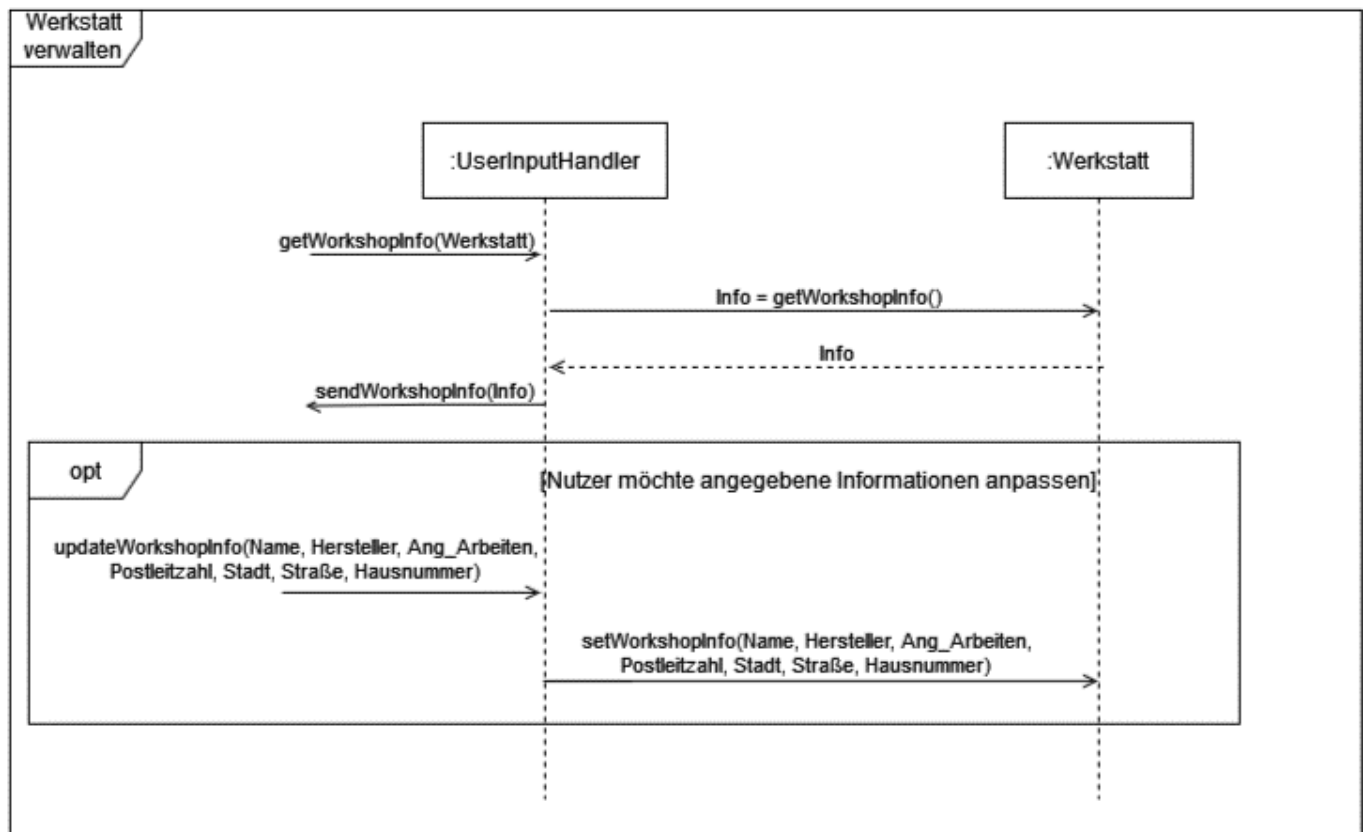 Werkstatt
verwalten
:UserInputHandler
:Werkstatt
getWorkshopInfo(Werkstatt)
Info = getWorkshopInfo()
Info
sendWorkshopInfo(Info)
opt
[Nutzer möchte angegebene Informationen anpassen]
updateWorkshopInfo(Name, Hersteller, Ang_Arbeiten,
Postleitzahl, Stadt, Straße, Hausnummer)
setWorkshopInfo(Name, Hersteller, Ang_Arbeiten,
Postleitzahl, Stadt, Straße, Hausnummer)